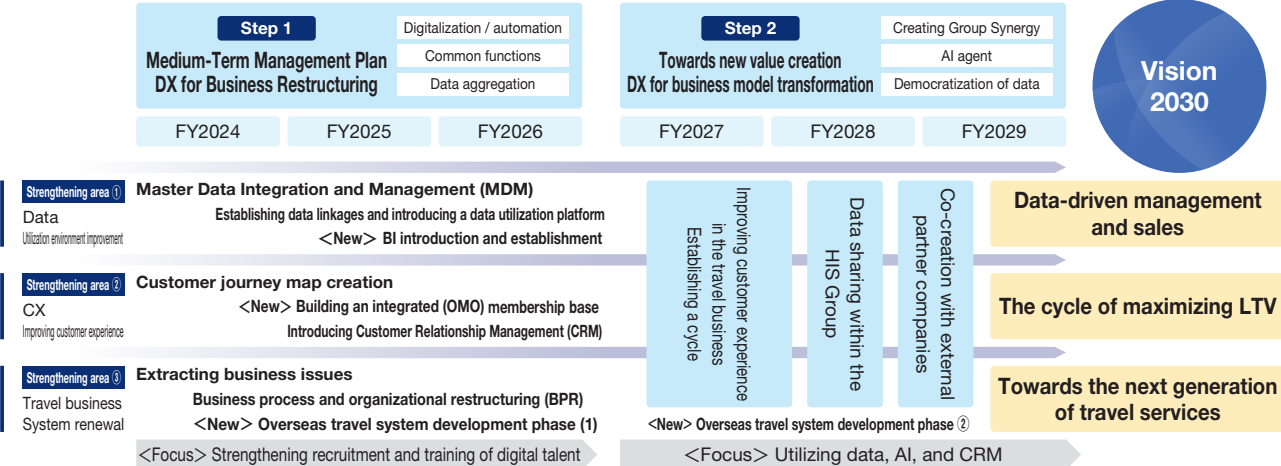 Step 1
Medium-Term Management Plan
DX for Business Restructuring
Digitalization / automation
Common functions
Data aggregation
Step 2
Towards new value creation
DX for business model transformation
Creating Group Synergy
AI agent
Democratization of data
Vision
2030
FY2024
FY2025
FY2026
FY2027
FY2028
FY2029
Strengthening area ①
Data
Utilization environment improvement
Master Data Integration and Management (MDM)
Establishing data linkages and introducing a data utilization platform
<New> BI introduction and establishment
Data-driven management
and sales
Strengthening area ②
CX
Improving customer experience
Customer journey map creation
<New> Building an integrated (OMO) membership base
Introducing Customer Relationship Management (CRM)
The cycle of maximizing LTV
Strengthening area ③
Travel business
System renewal
Extracting business issues
Business process and organizational restructuring (BPR)
<New> Overseas travel system development phase (1)
Improving customer experience
in the travel business
Establishing a cycle
Data sharing within the
HIS Group
Co-creation with external
partner companies
<New> Overseas travel system development phase ②
Towards the next generation
of travel services
<Focus> Strengthening recruitment and training of digital talent
<Focus> Utilizing data, AI, and CRM